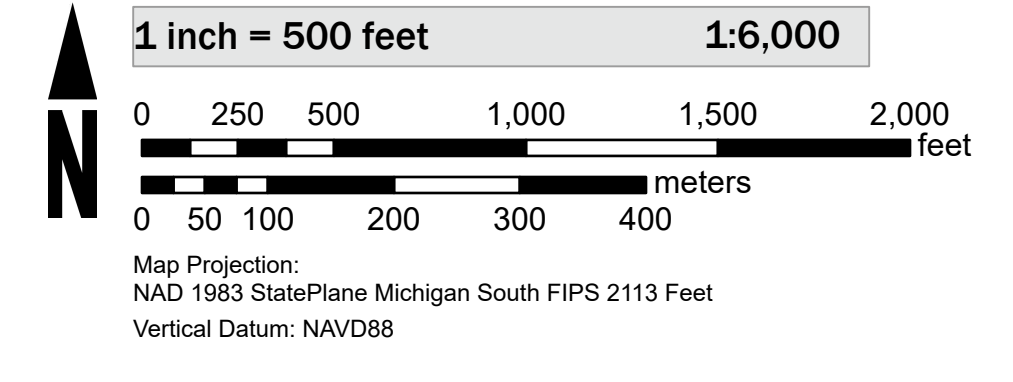 1 inch = 500 feet 1:6,000
0 250 500 1,000 1,500 2,000
feet
meters
0 50 100 200 300 400
N
Map Projection:
NAD 1983 StatePlane Michigan South FIPS 2113 Feet
Vertical Datum: NAVD88